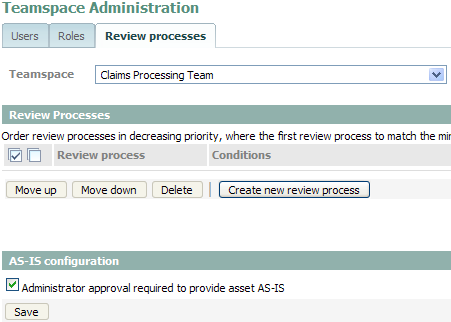 Teamspace Administration
Users Roles Review processes
Teamspace Claims Processing Team
Review Processes
Order review processes in decreasing priority, where the first review process to match the
Review process Conditions
Move up Move down Delete Create new review process
AS-IS configuration
Administrator approval required to provide asset AS-IS
Save